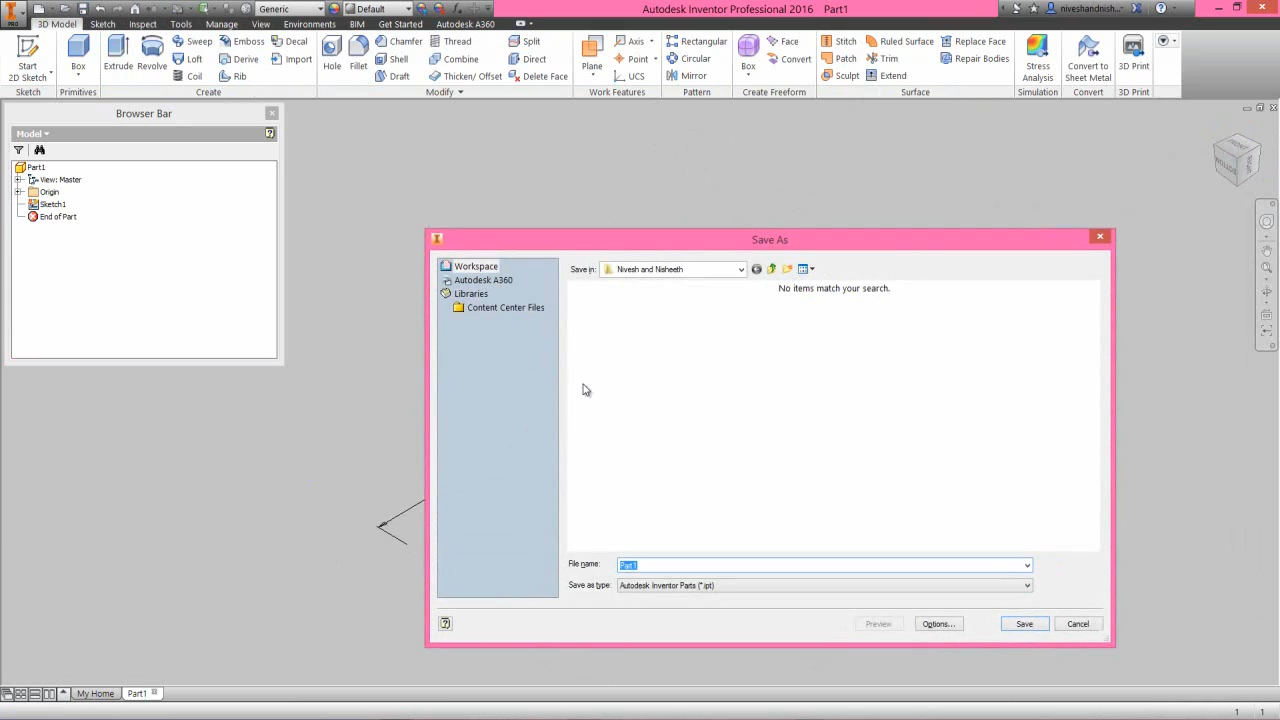 Generic
Default
Autodesk Inventor Professional 2016 Part1
niveshandnish...
PRO
3D Model Sketch Inspect Tools Manage View Environments BIM Get Started Autodesk A360
Start
2D Sketch
Box
Extrude
Revolve
Sweep
Loft
Coil
Emboss
Derive
Rib
Decal
Import
Hole
Fillet
Chamfer
Shell
Draft
Thread
Combine
Thicken/ Offset
Split
Direct
Delete Face
Plane
Axis
Point
UCS
Rectangular
Circular
Mirror
Box
Face
Convert
Stitch
Patch
Sculpt
Ruled Surface
Trim
Extend
Replace Face
Repair Bodies
Stress
Analysis
Convert to
Sheet Metal
3D Print
Sketch Primitives Create Modify Work Features Pattern Create Freeform Surface Simulation Convert 3D Print
Browser Bar
Model
Part1
View: Master
Origin
Sketch1
End of Part
FRONT
BOTTOM
RIGHT
Save As
Workspace
Autodesk A360
Libraries
Content Center Files
Save in: Nivesh and Nisheeth
No items match your search.
File name: Part1
Save as type: Autodesk Inventor Parts (*.ipt)
Preview Options... Save Cancel
My Home Part1
1 1